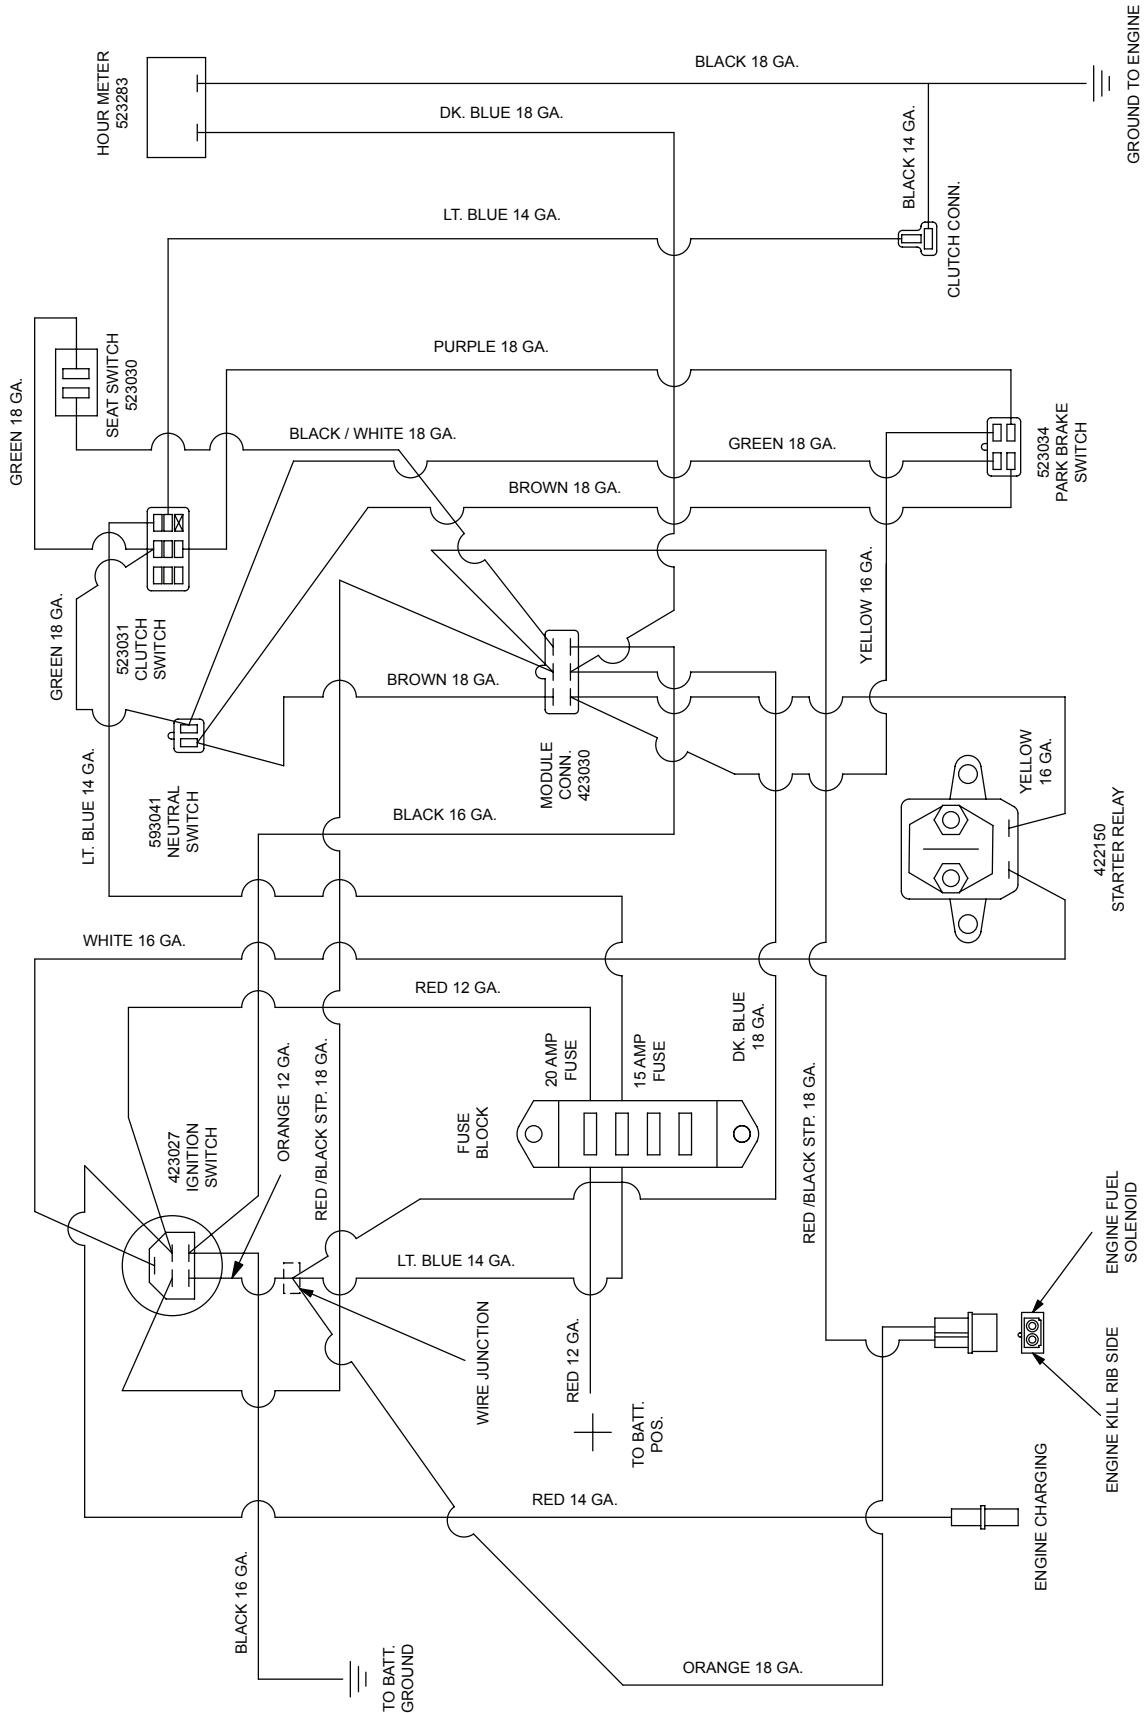 BLACK 18 GA.
HOUR METER
523283
DK. BLUE 18 GA.
BLACK 14 GA.
GROUND TO ENGINE
LT. BLUE 14 GA.
CLUTCH CONN.
SEAT SWITCH
523030
GREEN 18 GA.
PURPLE 18 GA.
BLACK / WHITE 18 GA.
GREEN 18 GA.
523034
PARK BRAKE
SWITCH
BROWN 18 GA.
YELLOW 16 GA.
GREEN 18 GA.
523031
CLUTCH
SWITCH
BROWN 18 GA.
MODULE
CONN.
423030
YELLOW
16 GA.
LT. BLUE 14 GA.
593041
NEUTRAL
SWITCH
BLACK 16 GA.
422150
STARTER RELAY
WHITE 16 GA.
RED 12 GA.
DK. BLUE
18 GA.
20 AMP
FUSE
15 AMP
FUSE
ORANGE 12 GA.
RED /BLACK STP. 18 GA.
423027
IGNITION
SWITCH
FUSE
BLOCK
RED /BLACK STP. 18 GA.
ENGINE FUEL
SOLENOID
LT. BLUE 14 GA.
WIRE JUNCTION
RED 12 GA.
TO BATT.
POS.
ENGINE KILL RIB SIDE
RED 14 GA.
ENGINE CHARGING
BLACK 16 GA.
ORANGE 18 GA.
TO BATT.
GROUND